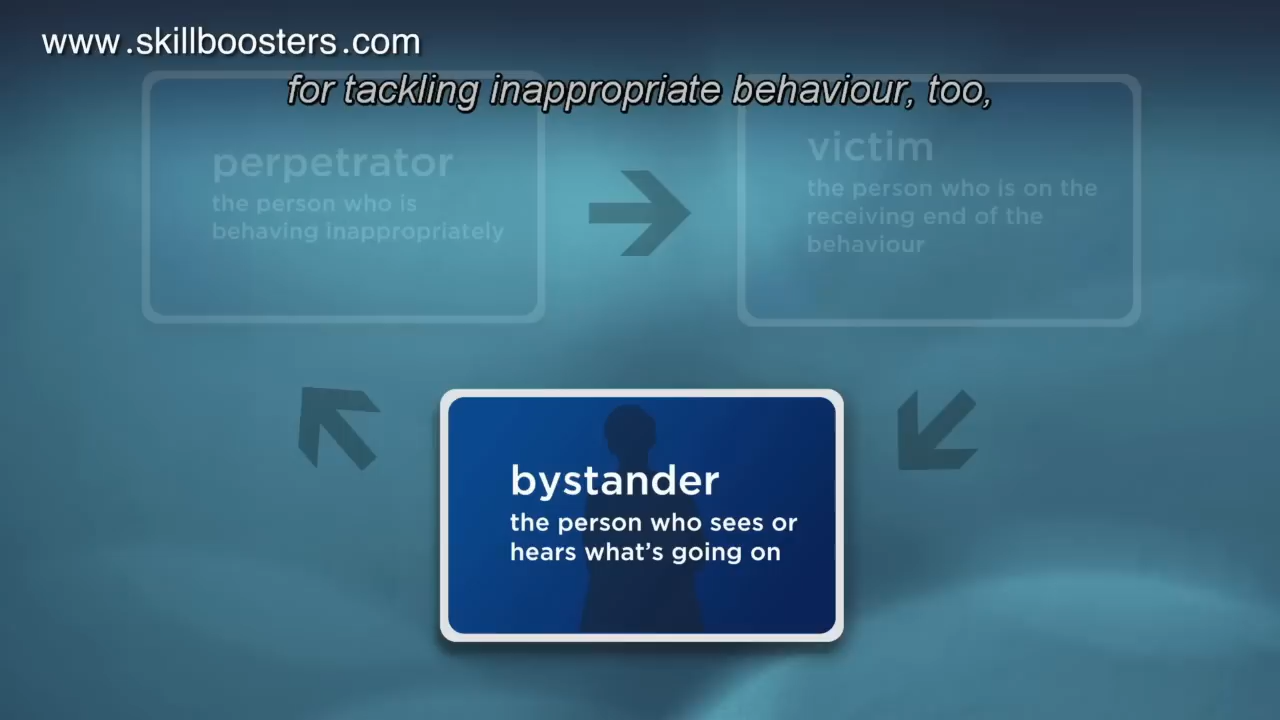 www.skillboosters.com
for tackling inappropriate behaviour, too,
perpetrator
the person who is
behaving inappropriately
victim
the person who is on the
receiving end of the
behaviour
bystander
the person who sees or
hears what's going on